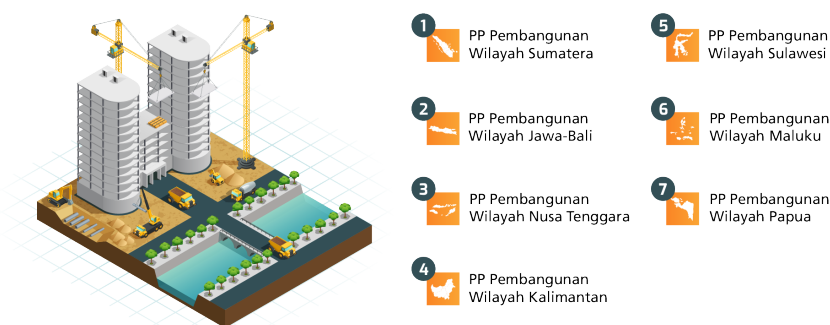 1
PP Pembangunan
Wilayah Sumatera
2
PP Pembangunan
Wilayah Jawa-Bali
3
PP Pembangunan
Wilayah Nusa Tenggara
4
PP Pembangunan
Wilayah Kalimantan
5
PP Pembangunan
Wilayah Sulawesi
6
PP Pembangunan
Wilayah Maluku
7
PP Pembangunan
Wilayah Papua